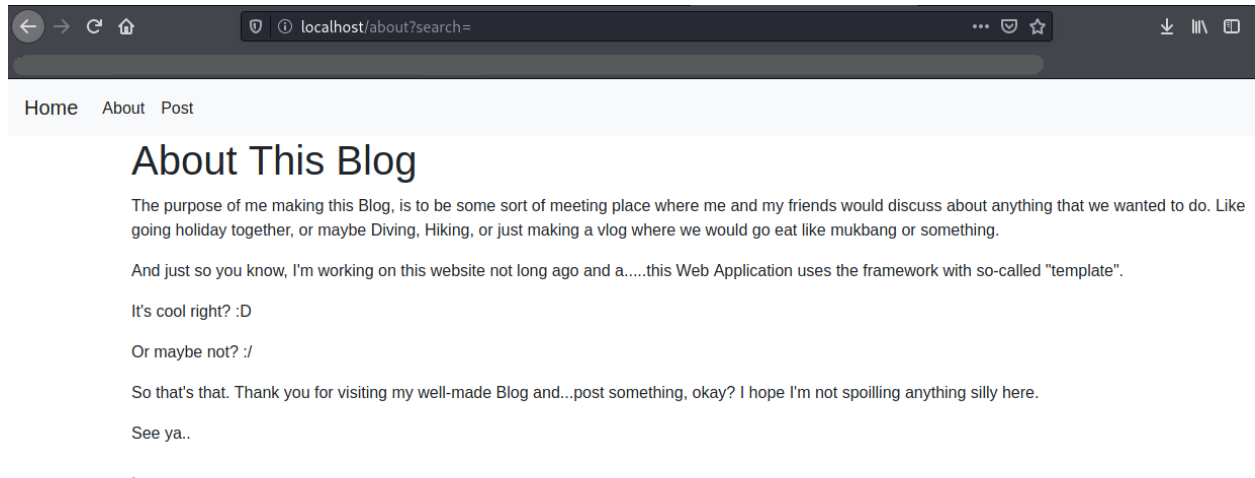 localhost/about?search=
Home About Post
About This Blog
The purpose of me making this Blog, is to be some sort of meeting place where me and my friends would discuss about anything that we wanted to do. Like
going holiday together, or maybe Diving, Hiking, or just making a vlog where we would go eat like mukbang or something.
And just so you know, I'm working on this website not long ago and a.....this Web Application uses the framework with so-called "template".
It's cool right? :D
Or maybe not? :/
So that's that. Thank you for visiting my well-made Blog and...post something, okay? I hope I'm not spoilling anything silly here.
See ya..